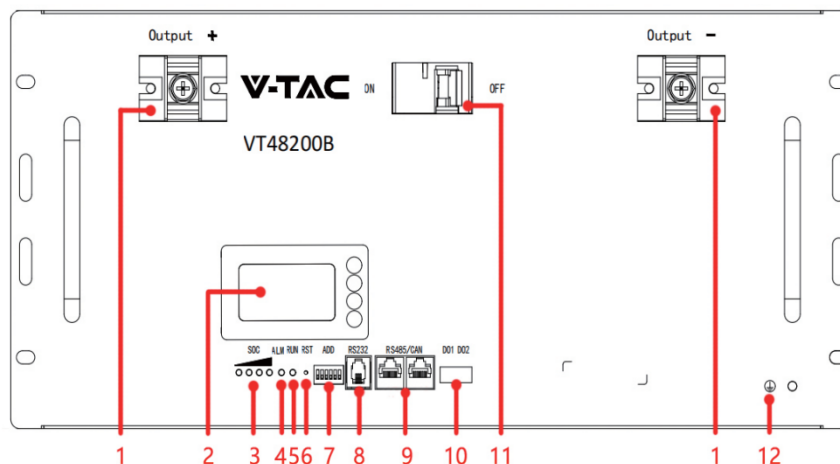 Output + Output -
V-TAC ON OFF
VT48200B
SOC ALM RUN RST ADD RS232 RS485/CAN DO1 DO2
1 2 3 4 5 6 7 8 9 10 11 1 12